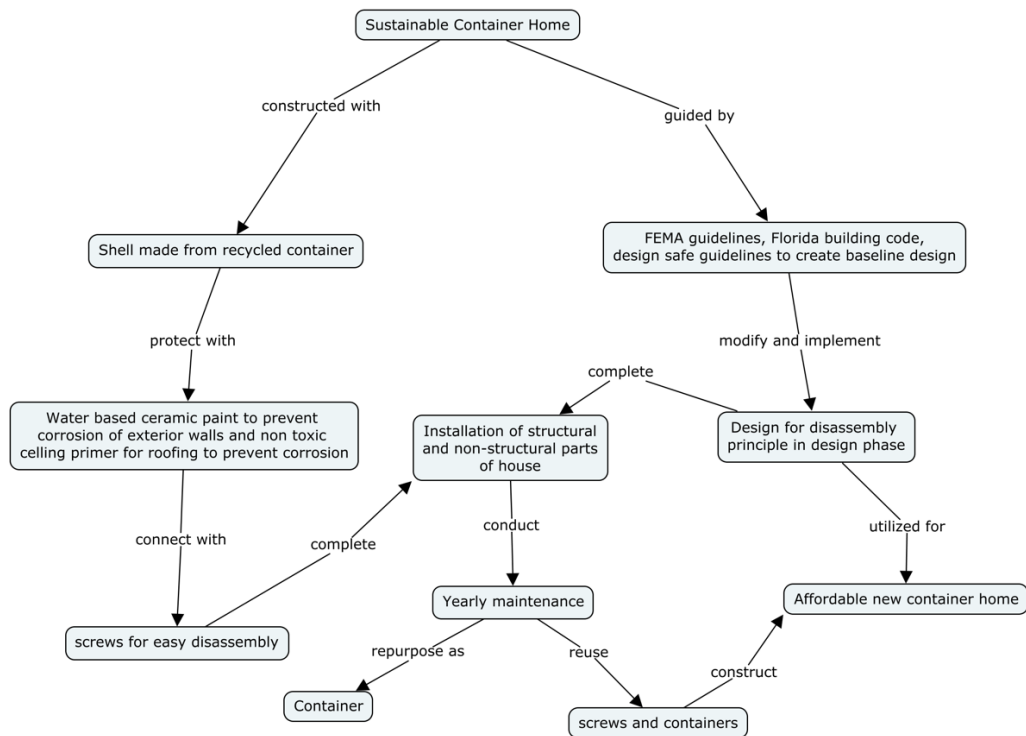 Sustainable Container Home
constructed with
guided by
Shell made from recycled container
FEMA guidelines, Florida building code,
design safe guidelines to create baseline design
protect with
modify and implement
complete
Water based ceramic paint to prevent
corrosion of exterior walls and non toxic
celling primer for roofing to prevent corrosion
Installation of structural
and non-structural parts
of house
Design for disassembly
principle in design phase
connect with
complete
conduct
utilized for
Yearly maintenance
Affordable new container home
screws for easy disassembly
repurpose as
reuse
construct
Container
screws and containers